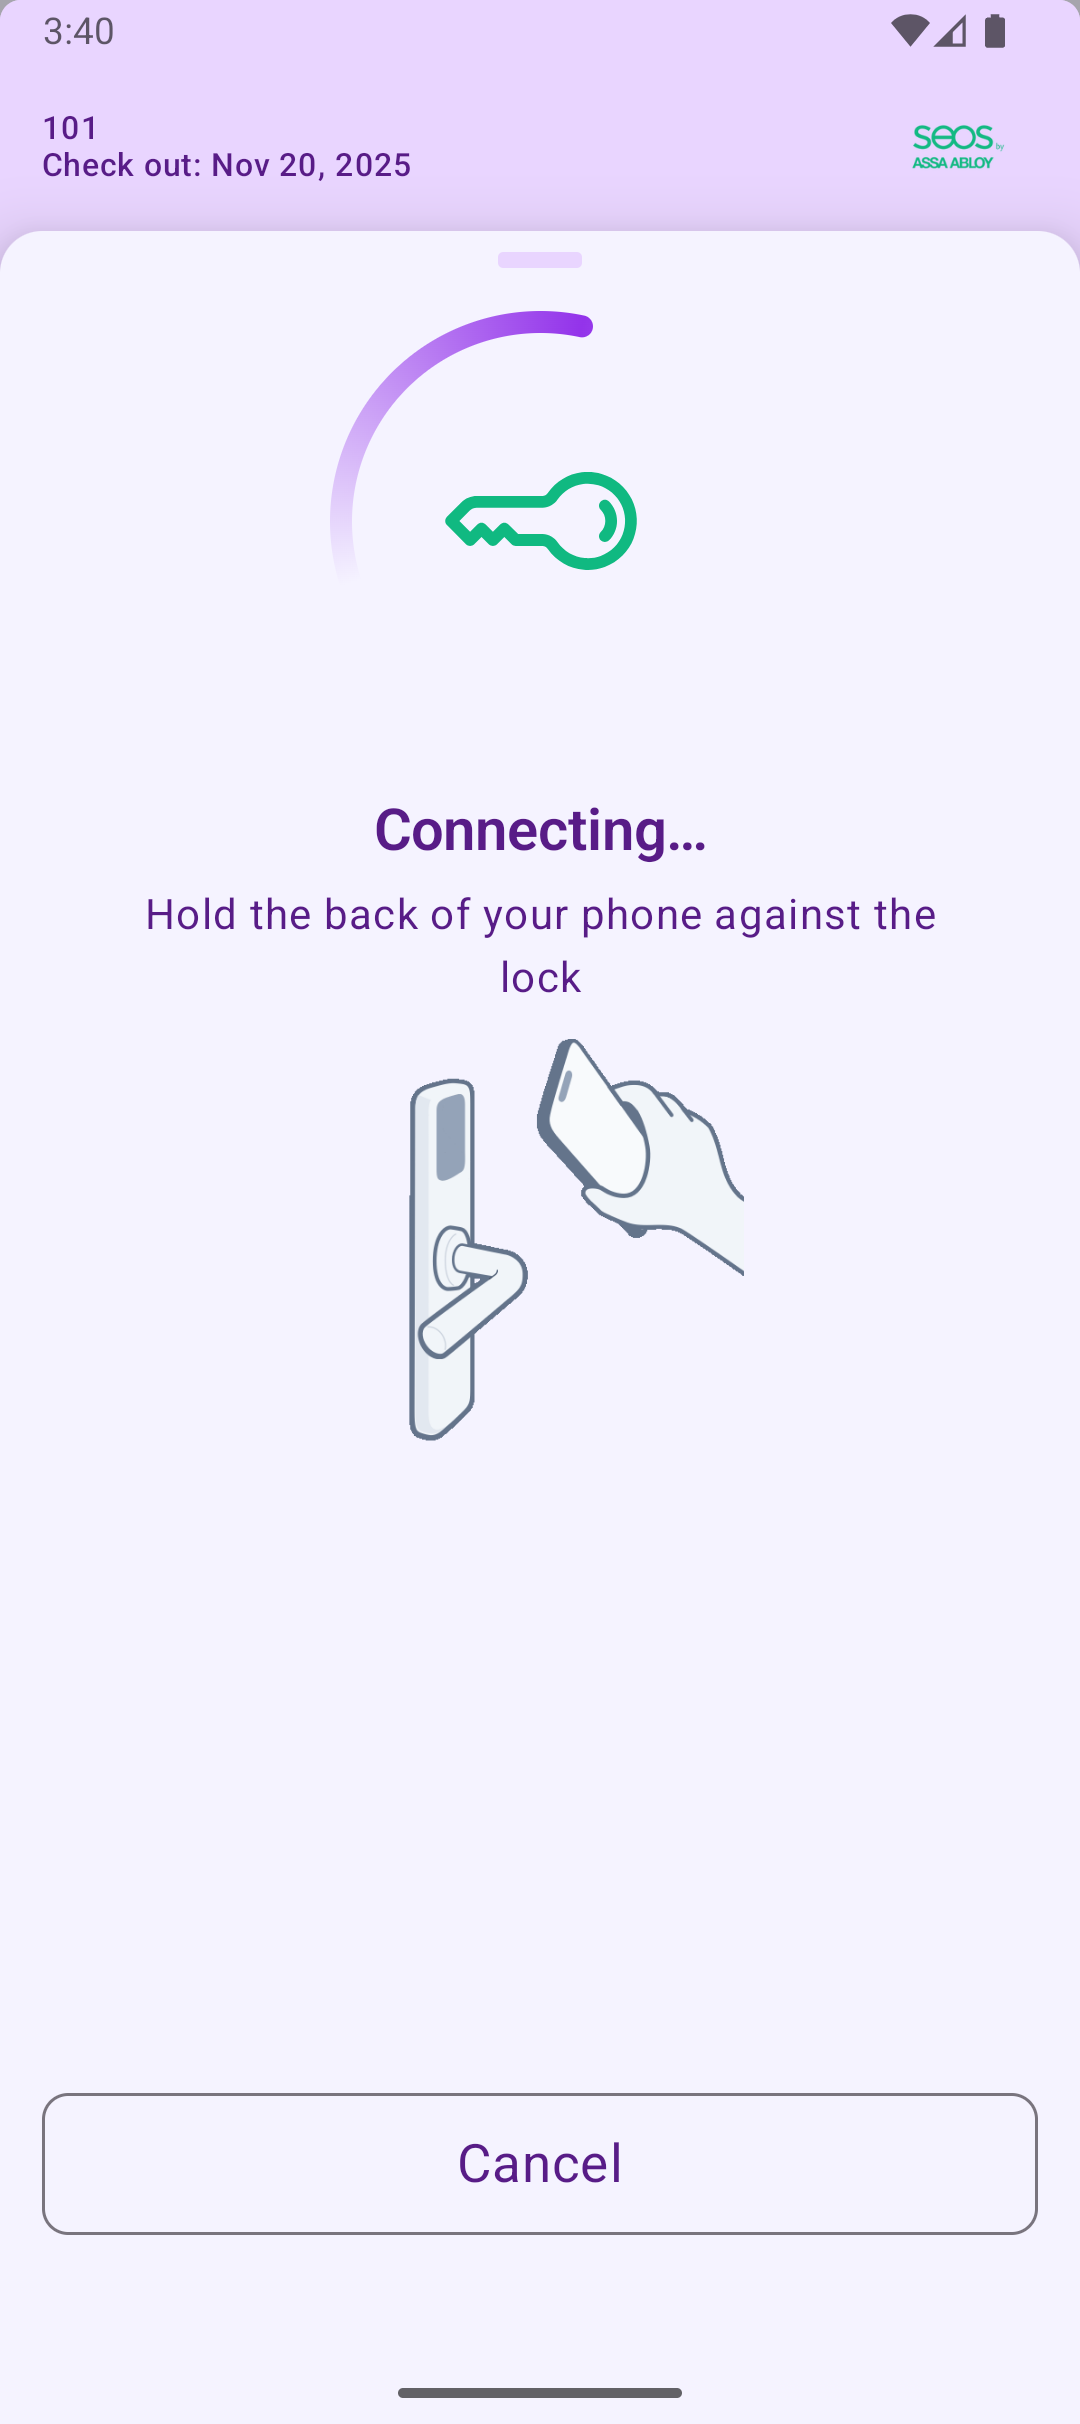 3:40
101
Check out: Nov 20, 2025
seos by
ASSA ABLOY
Connecting...
Hold the back of your phone against the
lock
Cancel